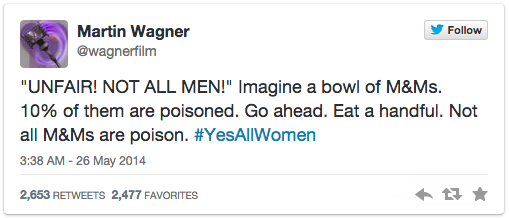 Martin Wagner
@wagnerfilm
Follow
"UNFAIR! NOT ALL MEN!" Imagine a bowl of M&Ms.
10% of them are poisoned. Go ahead. Eat a handful. Not
all M&Ms are poison. #YesAllWomen
3:38 AM - 26 May 2014
2,653 RETWEETS 2,477 FAVORITES